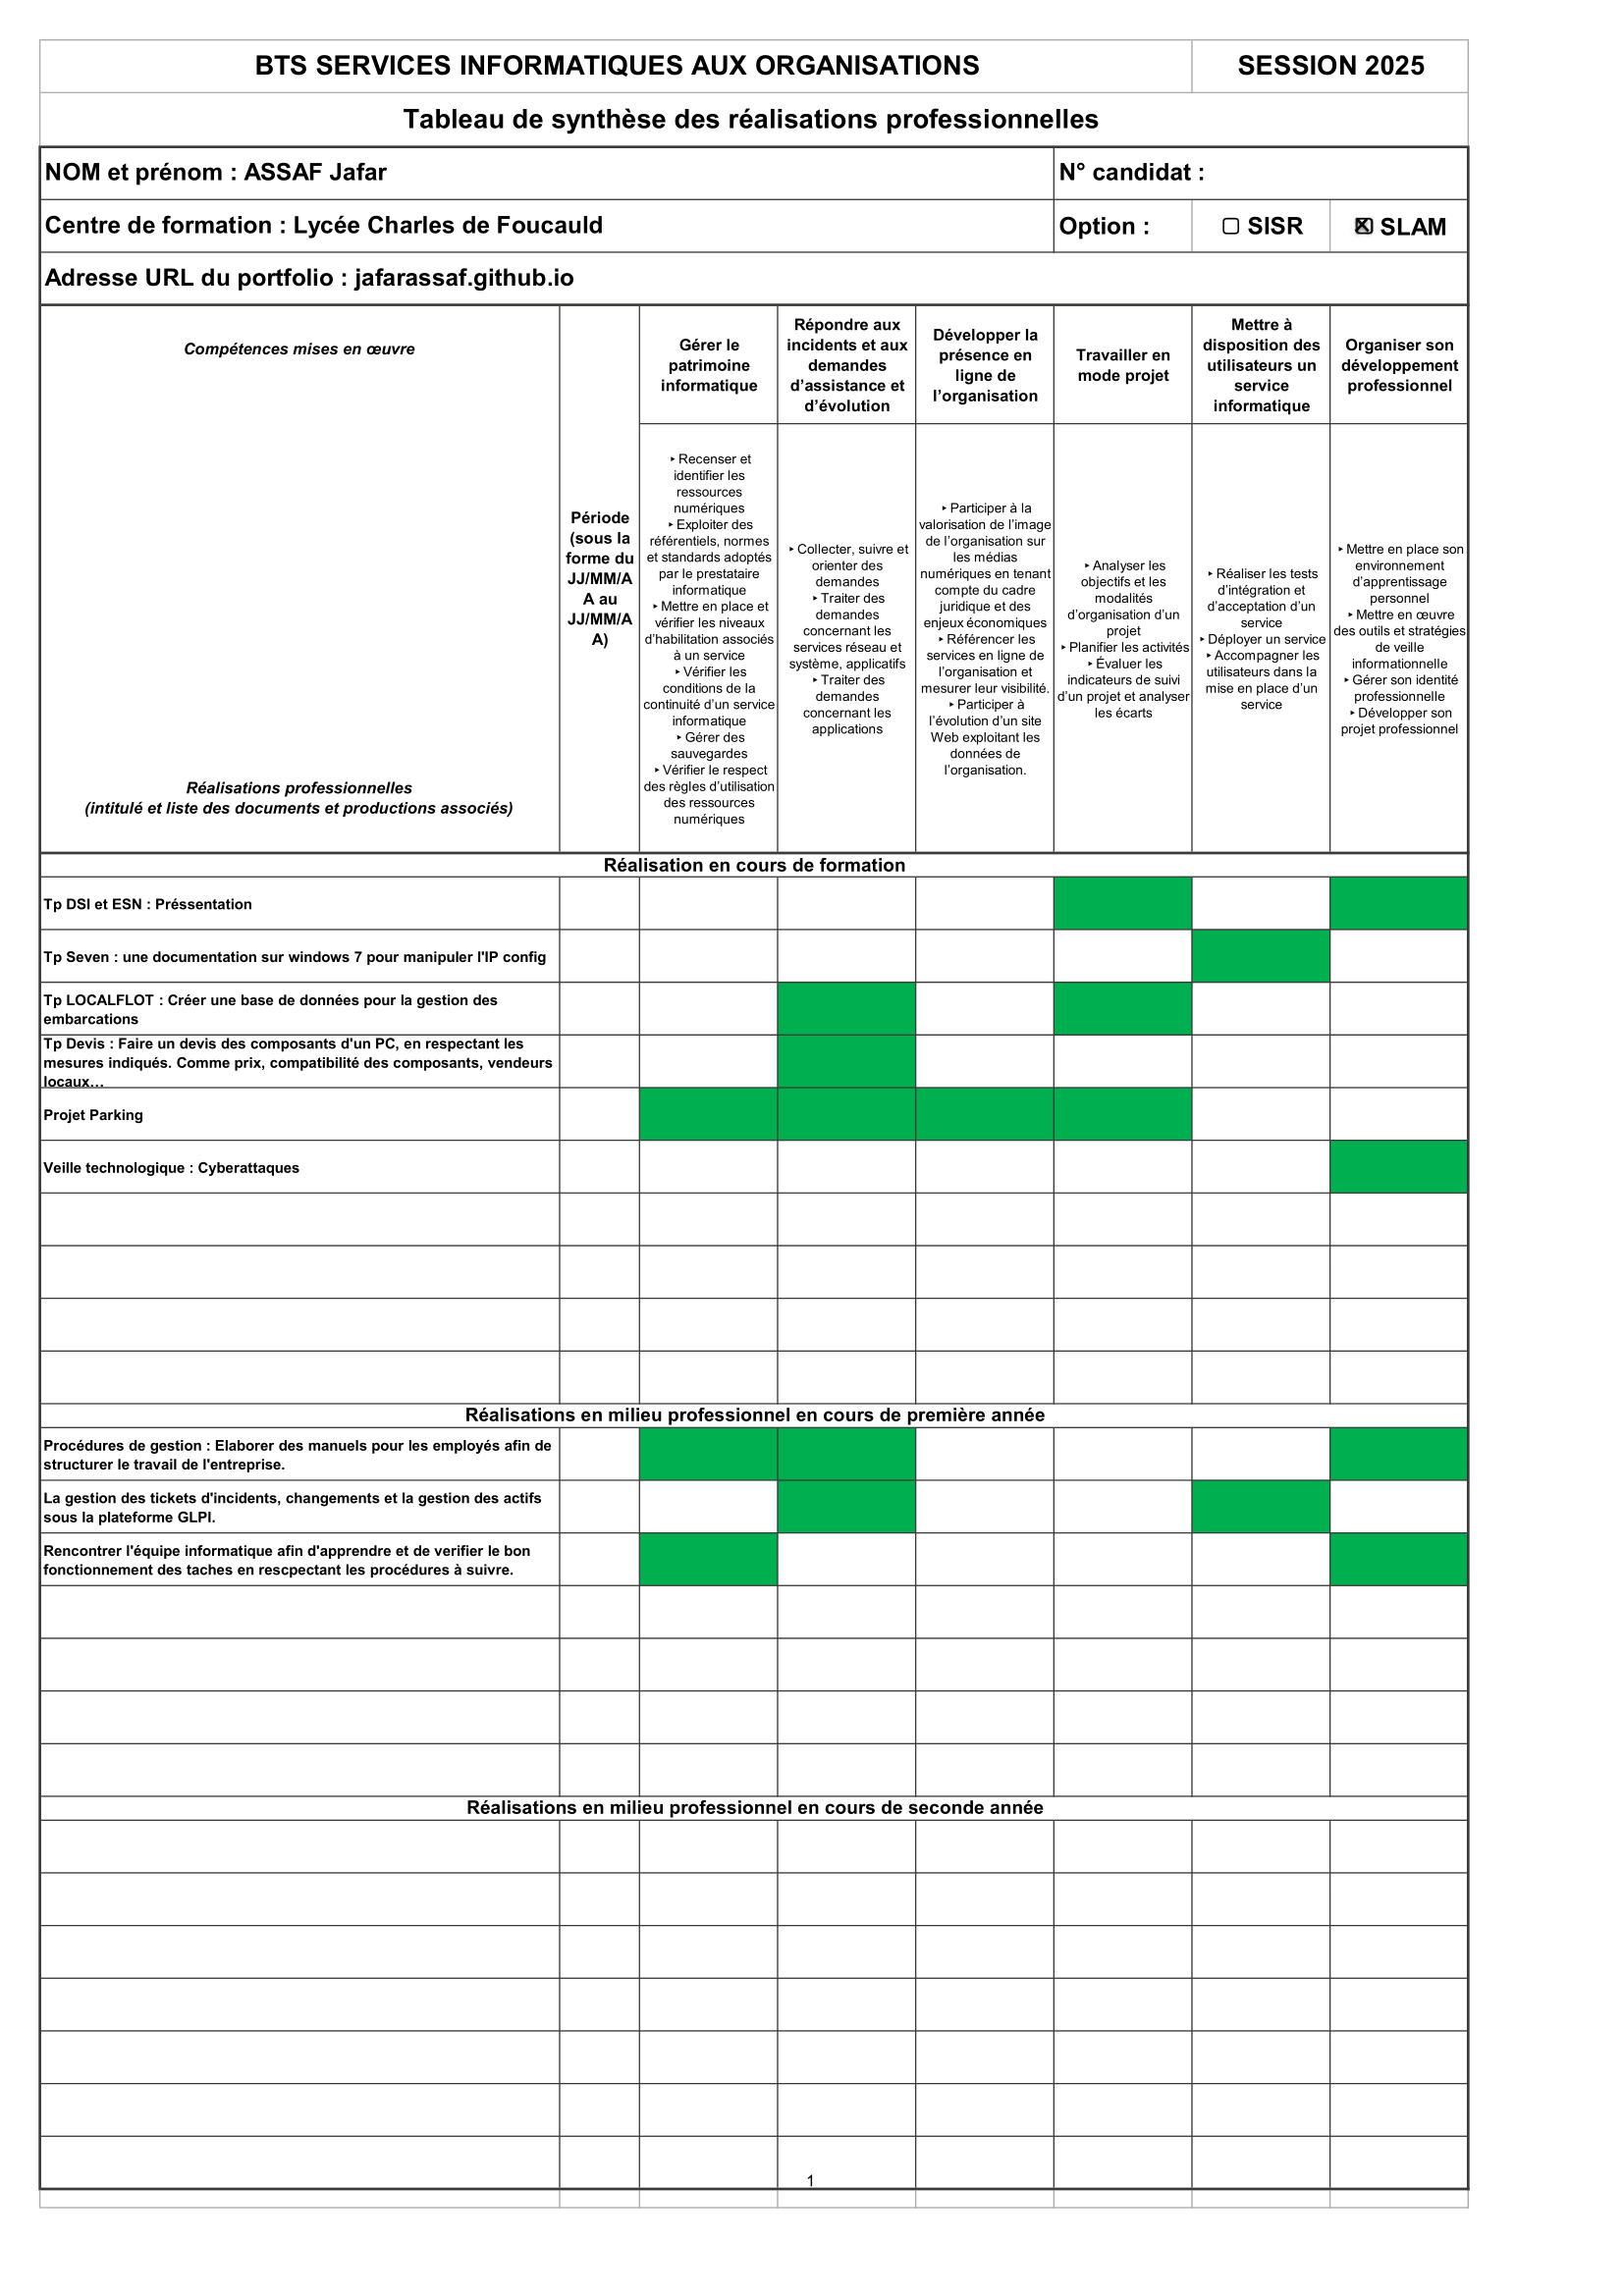 BTS SERVICES INFORMATIQUES AUX ORGANISATIONS
SESSION 2025
Tableau de synthèse des réalisations professionnelles
NOM et prénom : ASSAF Jafar
N° candidat :
Centre de formation : Lycée Charles de Foucauld
Option :
SISR
SLAM
Adresse URL du portfolio : jafarassaf.github.io
Compétences mises en œuvre
Réalisations professionnelles
(intitulé et liste des documents et productions associés)
Période
(sous la
forme du
JJ/MM/A
A au
JJ/MM/A
A)
Gérer le
patrimoine
informatique
Répondre aux
incidents et aux
demandes
d’assistance et
d’évolution
Développer la
présence en
ligne de
l’organisation
Travailler en
mode projet
Mettre à
disposition des
utilisateurs un
service
informatique
Organiser son
développement
professionnel
‣ Recenser et
identifier les
ressources
numériques
‣ Exploiter des
référentiels, normes
et standards adoptés
par le prestataire
informatique
‣ Mettre en place et
vérifier les niveaux
d’habilitation associés
à un service
‣ Vérifier les
conditions de la
continuité d’un service
informatique
‣ Gérer des
sauvegardes
‣ Vérifier le respect
des règles d’utilisation
des ressources
numériques
‣ Collecter, suivre et
orienter des
demandes
‣ Traiter des
demandes
concernant les
services réseau et
système, applicatifs
‣ Traiter des
demandes
concernant les
applications
‣ Participer à la
valorisation de l’image
de l’organisation sur
les médias
numériques en tenant
compte du cadre
juridique et des
enjeux économiques
‣ Référencer les
services en ligne de
l’organisation et
mesurer leur visibilité.
‣ Participer à
l’évolution d’un site
Web exploitant les
données de
l’organisation.
‣ Analyser les
objectifs et les
modalités
d’organisation d’un
projet
‣ Planifier les activités
‣ Évaluer les
indicateurs de suivi
d’un projet et analyser
les écarts
‣ Réaliser les tests
d’intégration et
d’acceptation d’un
service
‣ Déployer un service
‣ Accompagner les
utilisateurs dans la
mise en place d’un
service
‣ Mettre en place son
environnement
d’apprentissage
personnel
‣ Mettre en œuvre
des outils et stratégies
de veille
informationnelle
‣ Gérer son identité
professionnelle
‣ Développer son
projet professionnel
Réalisation en cours de formation
Tp DSI et ESN : Préssentation
Tp Seven : une documentation sur windows 7 pour manipuler l'IP config
Tp LOCALFLOT : Créer une base de données pour la gestion des
embarcations
Tp Devis : Faire un devis des composants d'un PC, en respectant les
mesures indiqués. Comme prix, compatibilité des composants, vendeurs
locaux…
Projet Parking
Veille technologique : Cyberattaques
Réalisations en milieu professionnel en cours de première année
Procédures de gestion : Elaborer des manuels pour les employés afin de
structurer le travail de l'entreprise.
La gestion des tickets d'incidents, changements et la gestion des actifs
sous la plateforme GLPI.
Rencontrer l'équipe informatique afin d'apprendre et de verifier le bon
fonctionnement des taches en rescpectant les procédures à suivre.
Réalisations en milieu professionnel en cours de seconde année
1